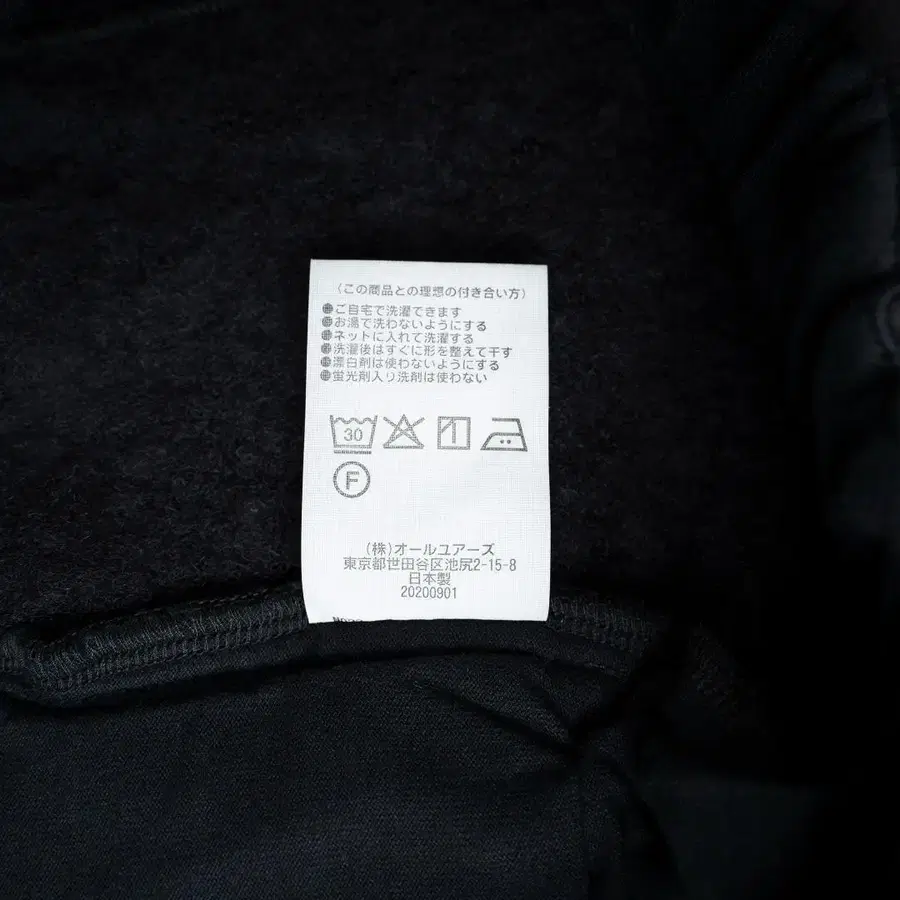 (この商品との理想の付き合い方)
●ご自宅で洗濯できます
●お湯で洗わないようにする
●ネットに入れて洗濯する
●洗濯後はすぐに形を整えて干す
●漂白剤は使わないようにする
●蛍光剤入り洗剤は使わない
30
F
(株)オールユアーズ
東京都世田谷区池尻2-15-8
日本製
20200901